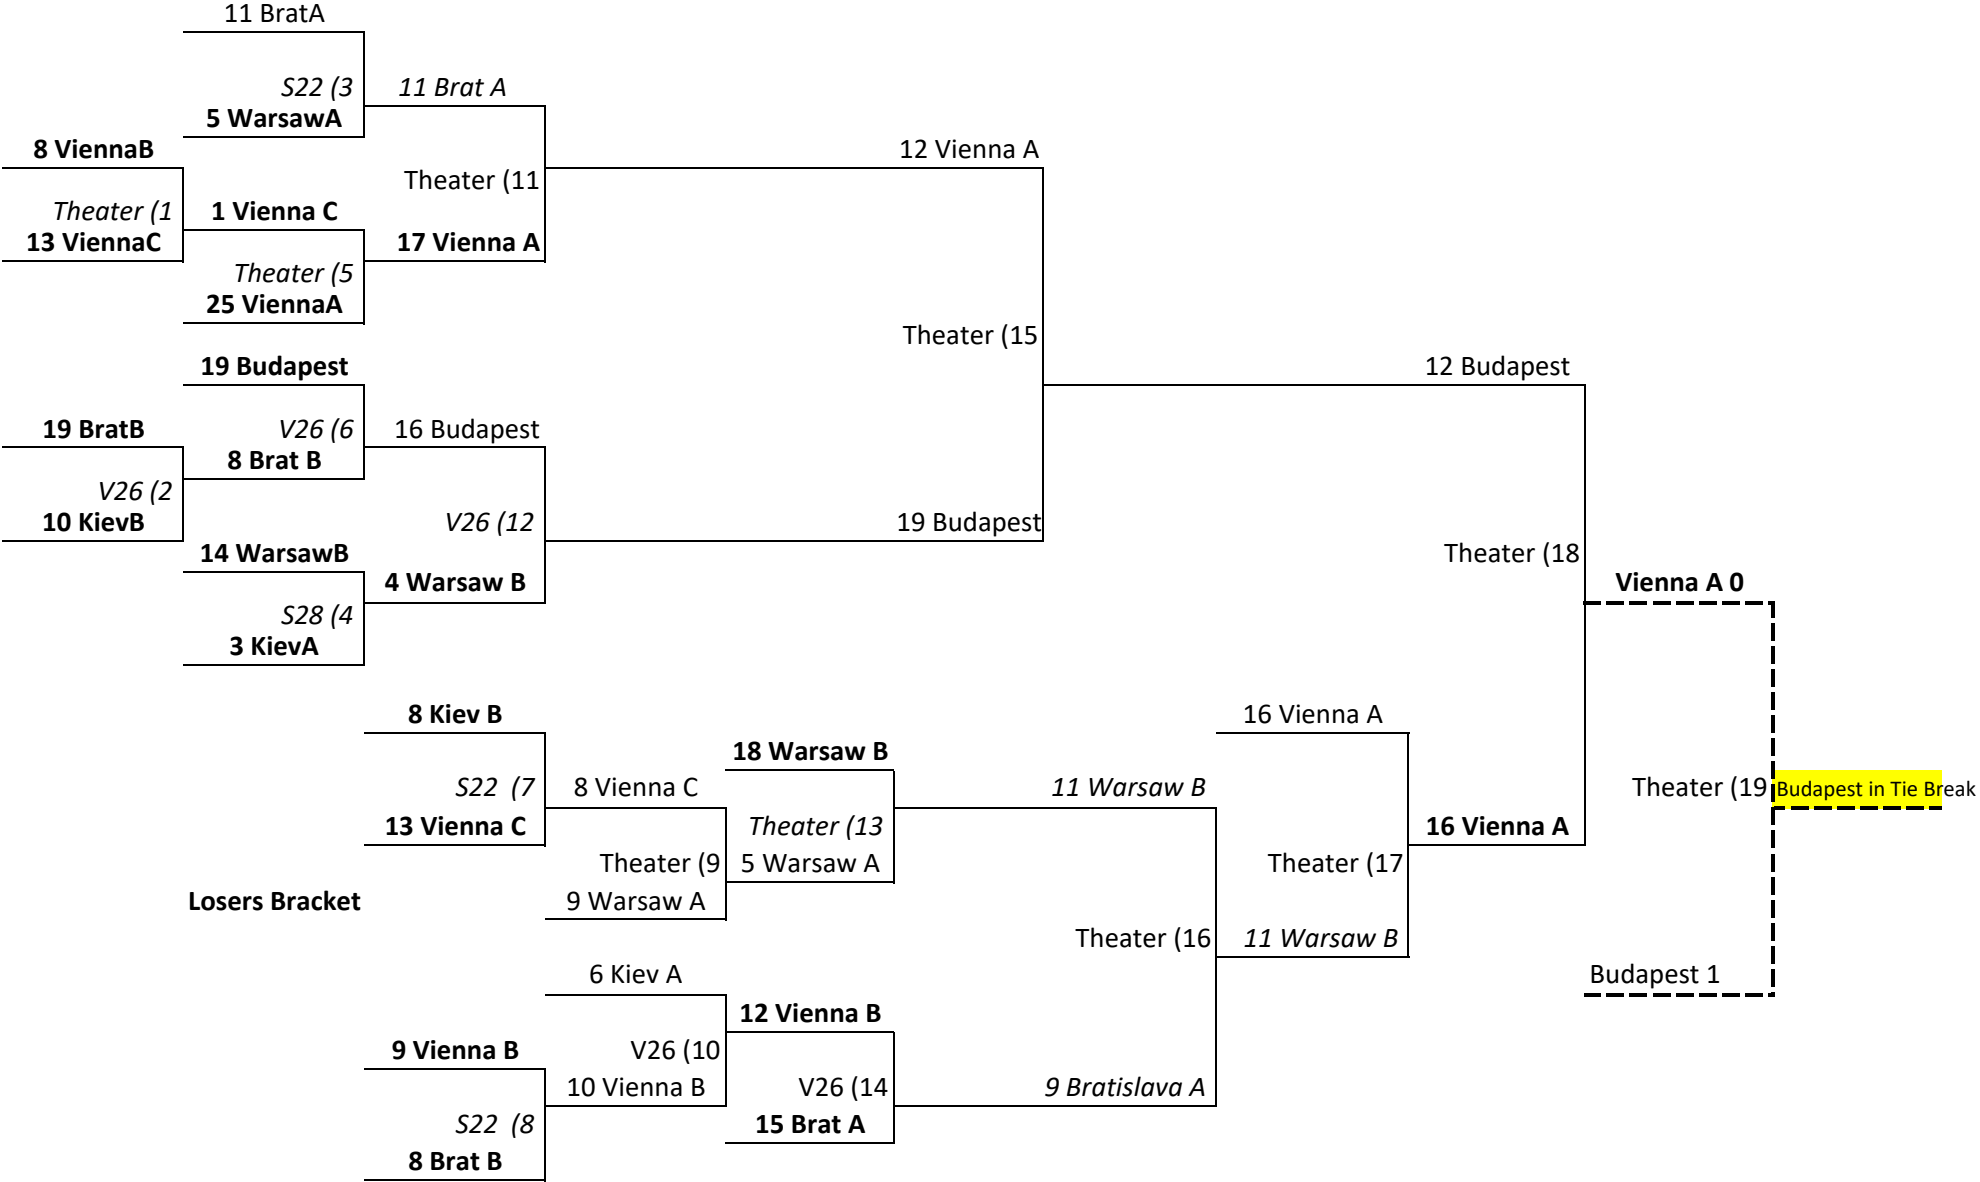 11 BratA
S22 (3
11 Brat A
5 WarsawA
8 ViennaB
12 Vienna A
Theater (11
Theater (1
1 Vienna C
13 ViennaC
17 Vienna A
Theater (5
25 ViennaA
Theater (15
19 Budapest
12 Budapest
19 BratB
V26 (6
16 Budapest
8 Brat B
V26 (2
10 KievB
V26 (12
19 Budapest
14 WarsawB
Theater (18
4 Warsaw B
Vienna A 0
S28 (4
3 KievA
8 Kiev B
16 Vienna A
18 Warsaw B
S22 (7
8 Vienna C
11 Warsaw B
Theater (19
Budapest in Tie Break
13 Vienna C
Theater (13
16 Vienna A
Theater (9
5 Warsaw A
Theater (17
Losers Bracket
9 Warsaw A
Theater (16
11 Warsaw B
6 Kiev A
Budapest 1
12 Vienna B
9 Vienna B
V26 (10
10 Vienna B
V26 (14
9 Bratislava A
S22 (8
15 Brat A
8 Brat B